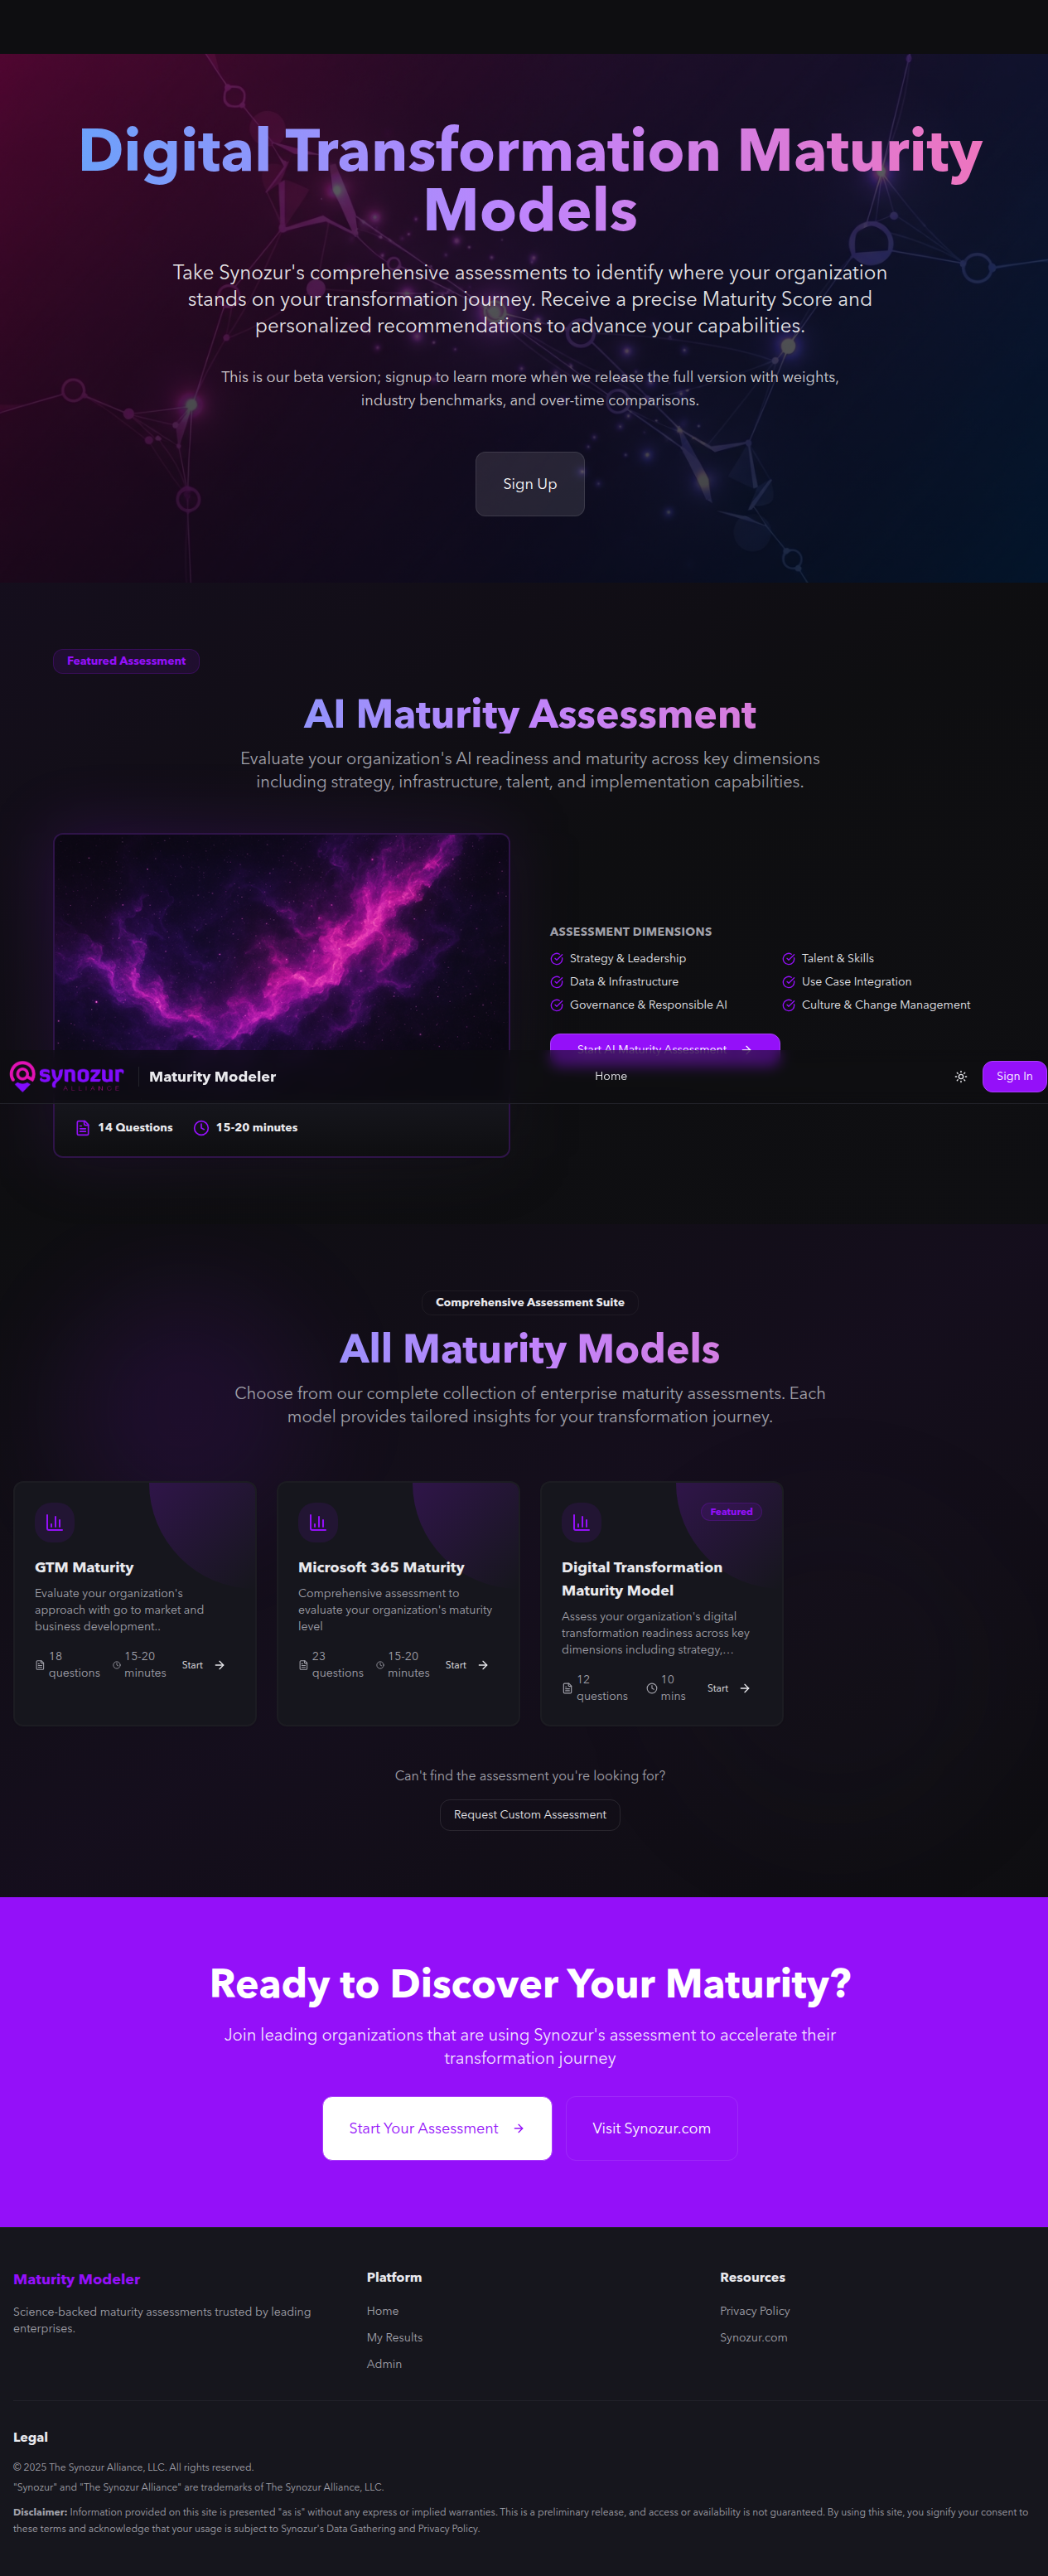 Digital Transformation Maturity
Models
Take Synozur's comprehensive assessments to identify where your organization
stands on your transformation journey. Receive a precise Maturity Score and
personalized recommendations to advance your capabilities.
This is our beta version; signup to learn more when we release the full version with weights,
industry benchmarks, and over-time comparisons.
Sign Up
Featured Assessment
AI Maturity Assessment
Evaluate your organization's AI readiness and maturity across key dimensions
including strategy, infrastructure, talent, and implementation capabilities.
ASSESSMENT DIMENSIONS
Strategy & Leadership
Talent & Skills
Data & Infrastructure
Use Case Integration
Governance & Responsible AI
Culture & Change Management
Start AI Maturity Assessment
synozur
ALLIANCE
Maturity Modeler
Home
Sign In
14 Questions
15-20 minutes
Comprehensive Assessment Suite
All Maturity Models
Choose from our complete collection of enterprise maturity assessments. Each
model provides tailored insights for your transformation journey.
GTM Maturity
Evaluate your organization's
approach with go to market and
business development..
18
questions
15-20
minutes
Start
Microsoft 365 Maturity
Comprehensive assessment to
evaluate your organization's maturity
level
23
questions
15-20
minutes
Start
Featured
Digital Transformation
Maturity Model
Assess your organization's digital
transformation readiness across key
dimensions including strategy,...
12
questions
10
mins
Start
Can't find the assessment you're looking for?
Request Custom Assessment
Ready to Discover Your Maturity?
Join leading organizations that are using Synozur's assessment to accelerate their
transformation journey
Start Your Assessment
Visit Synozur.com
Maturity Modeler
Science-backed maturity assessments trusted by leading
enterprises.
Platform
Home
My Results
Admin
Resources
Privacy Policy
Synozur.com
Legal
© 2025 The Synozur Alliance, LLC. All rights reserved.
"Synozur" and "The Synozur Alliance" are trademarks of The Synozur Alliance, LLC.
Disclaimer: Information provided on this site is presented "as is" without any express or implied warranties. This is a preliminary release, and access or availability is not guaranteed. By using this site, you signify your consent to
these terms and acknowledge that your usage is subject to Synozur's Data Gathering and Privacy Policy.